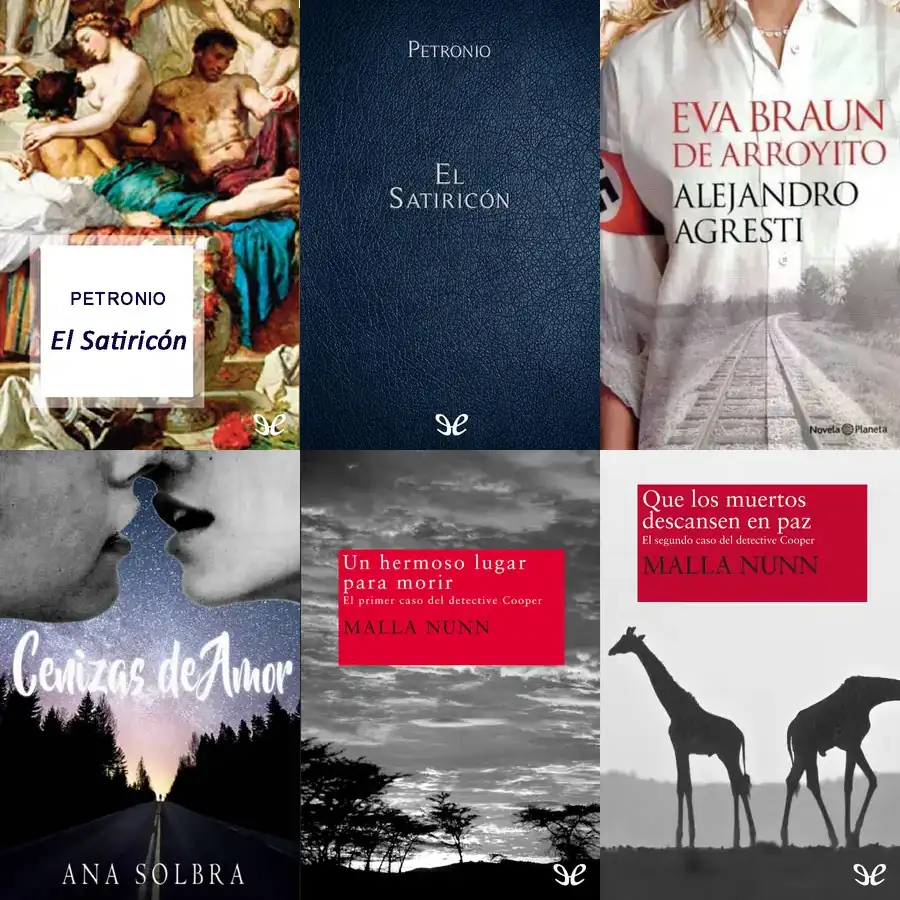 PETRONIO
El Satiricón
PETRONIO
EL
SATIRICÓN
EVA BRAUN
DE ARROYITO
ALEJANDRO
AGRESTI
Novela Planeta
Cenizas de Amor
ANA SOLBRA
Un hermoso lugar
para morir
El primer caso del detective Cooper
MALLA NUNN
Que los muertos
descansen en paz
El segundo caso del detective Cooper
MALLA NUNN